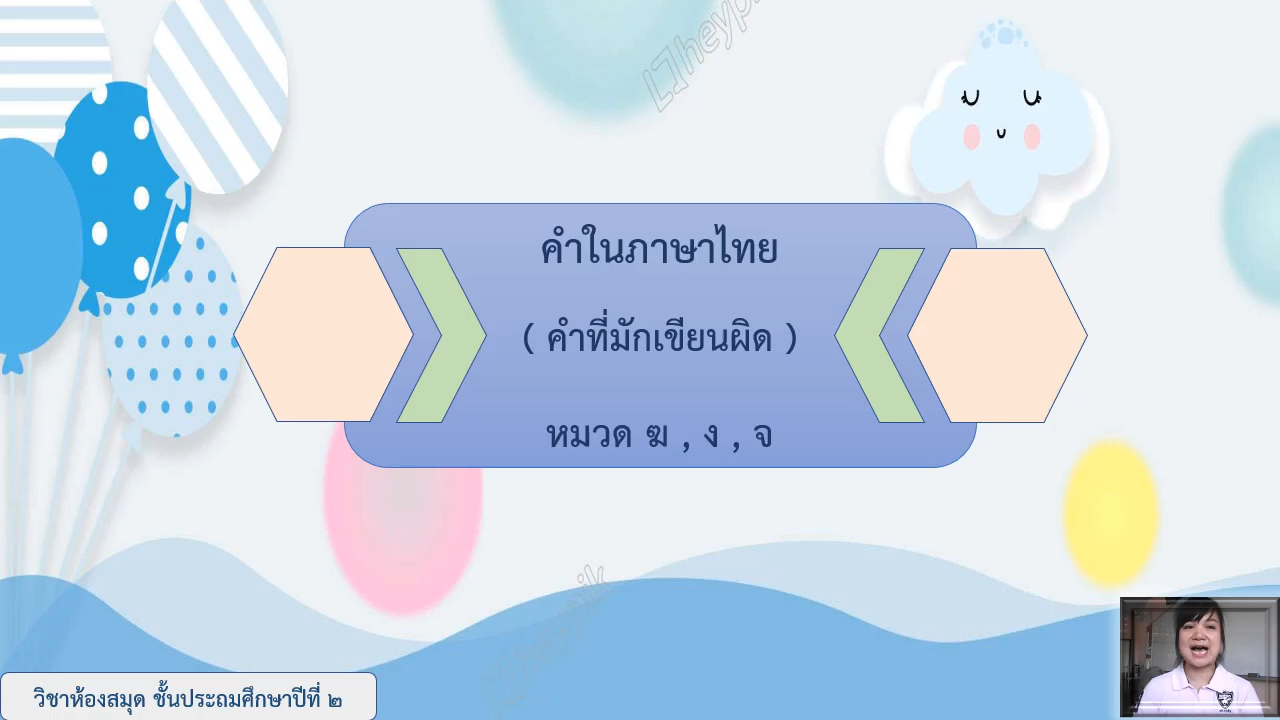 คำในภาษาไทย
( คำที่มักเขียนผิด )
หมวด ฆ , ง , จ
วิชาห้องสมุด ชั้นประถมศึกษาปีที่ ๒